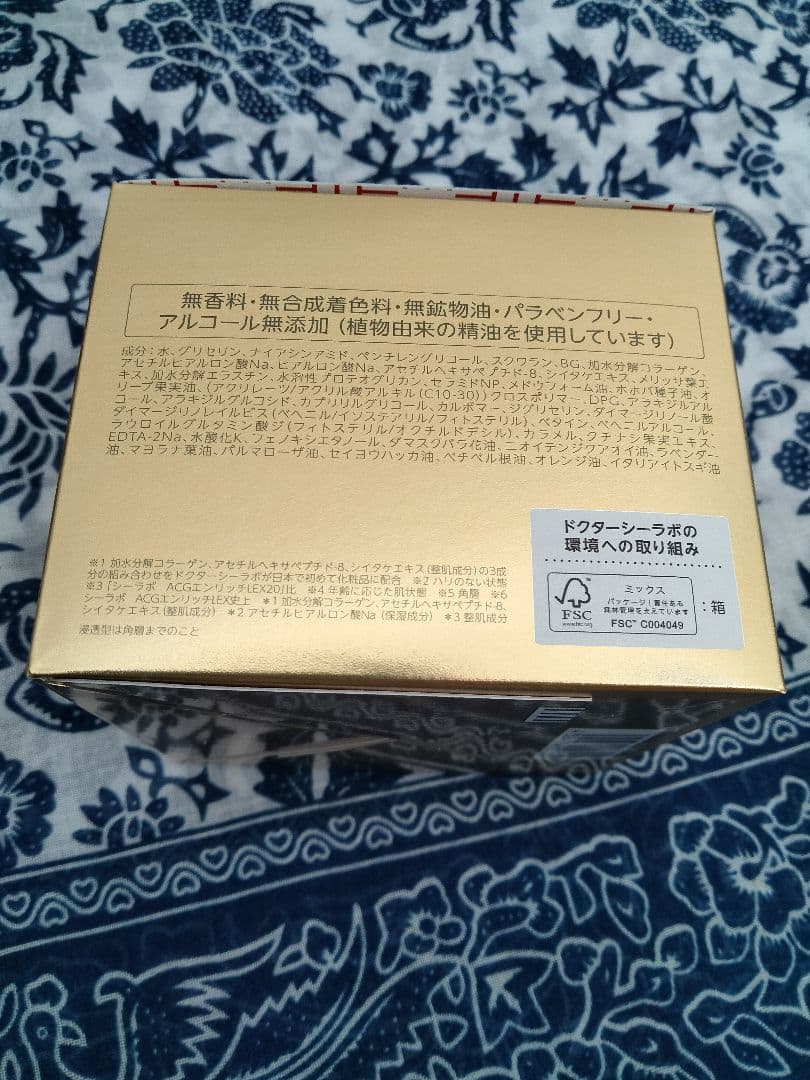 無香料・無合成着色料・無鉱物油・パラベンフリー・
アルコール無添加 (植物由来の精油を使用しています)
成分：水、グリセリン、ナイアシンアミド、ペンチレングリコール、スクワラン、BG、加水分解コラーゲン、
アセチルヒアルロン酸Na、ヒアルロン酸Na、アセチルヘキサペプチド-8、シイタケエキス、メリッサ葉エ
キス、加水分解エラスチン、水溶性プロテオグリカン、セラミドNP、メドウフォーム油、ホホバ種子油、オ
リーブ果実油、(アクリレーツ/アクリル酸アルキル(C10-30))クロスポリマー、DPG、アラキジルアル
コール、アラキジルグルコシド、カプリリルグリコール、カルボマー、ジグリセリン、ダイマージリノール酸
ダイマージリノレイルビス(ベヘニル/イソステアリル/フィトステリル)、ベタイン、ベヘニルアルコール、
ラウロイルグルタミン酸ジ(フィトステリル/オクチルドデシル)、カラメル、クチナシ果実エキス、
EDTA-2Na、水酸化K、フェノキシエタノール、ダマスクバラ花油、ニオイテンジクアオイ油、ラベンダー
油、マヨラナ葉油、パルマローザ油、セイヨウハッカ油、ベチベル根油、オレンジ油、イタリアイトスギ油
※1 加水分解コラーゲン、アセチルヘキサペプチド-8、シイタケエキス(整肌成分)の3成
分の組み合わせをドクターシーラボが日本で初めて化粧品に配合 ※2 ハリのない状態
※3「シーラボ ACGエンリッチLEX20」比 ※4 年齢に応じた肌状態 ※5 角層 ※6
シーラボ ACGエンリッチLEX史上 *1 加水分解コラーゲン、アセチルヘキサペプチド-8、
シイタケエキス(整肌成分) *2 アセチルヒアルロン酸Na (保湿成分) *3 整肌成分
浸透型は角層までのこと
ドクターシーラボの
環境への取り組み
FSC
www.fsc.org
ミックス
パッケージ｜責任ある
森林管理を支えています
FSC™ C004049
：箱